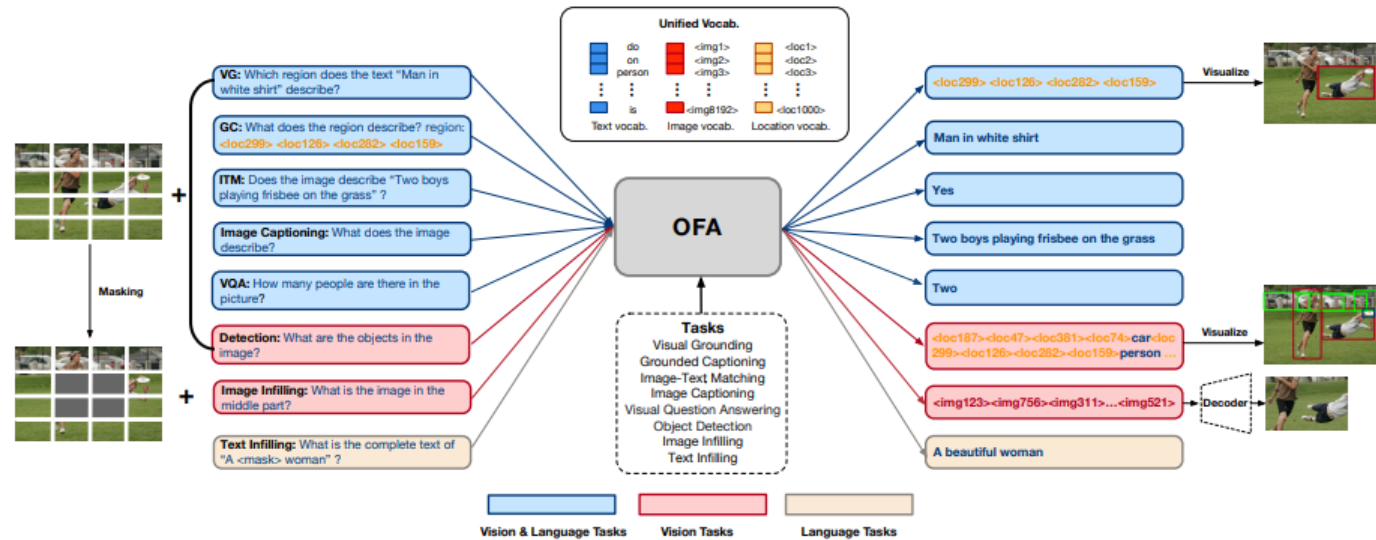 Unified Vocab.
do <img1> <loc1>
on <img2> <loc2>
person <img3> <loc3>
is <img8192> <loc1000>
Text vocab. Image vocab. Location vocab.
VG: Which region does the text “Man in
white shirt” describe?
GC: What does the region describe? region:
<loc299> <loc126> <loc282> <loc159>
ITM: Does the image describe “Two boys
playing frisbee on the grass” ?
Image Captioning: What does the image
describe?
VQA: How many people are there in the
picture?
Detection: What are the objects in the
image?
Image Infilling: What is the image in the
middle part?
Text Infilling: What is the complete text of
“A <mask> woman” ?
+
Masking
+
OFA
Tasks
Visual Grounding
Grounded Captioning
Image-Text Matching
Image Captioning
Visual Question Answering
Object Detection
Image Infilling
Text Infilling
<loc299> <loc126> <loc282> <loc159>
Visualize
Man in white shirt
Yes
Two boys playing frisbee on the grass
Two
<loc187><loc47><loc381><loc74>car<loc
299><loc126><loc282><loc159>person ...
Visualize
<img123><img756><img311>...<img521>
Decoder
A beautiful woman
Vision & Language Tasks Vision Tasks Language Tasks